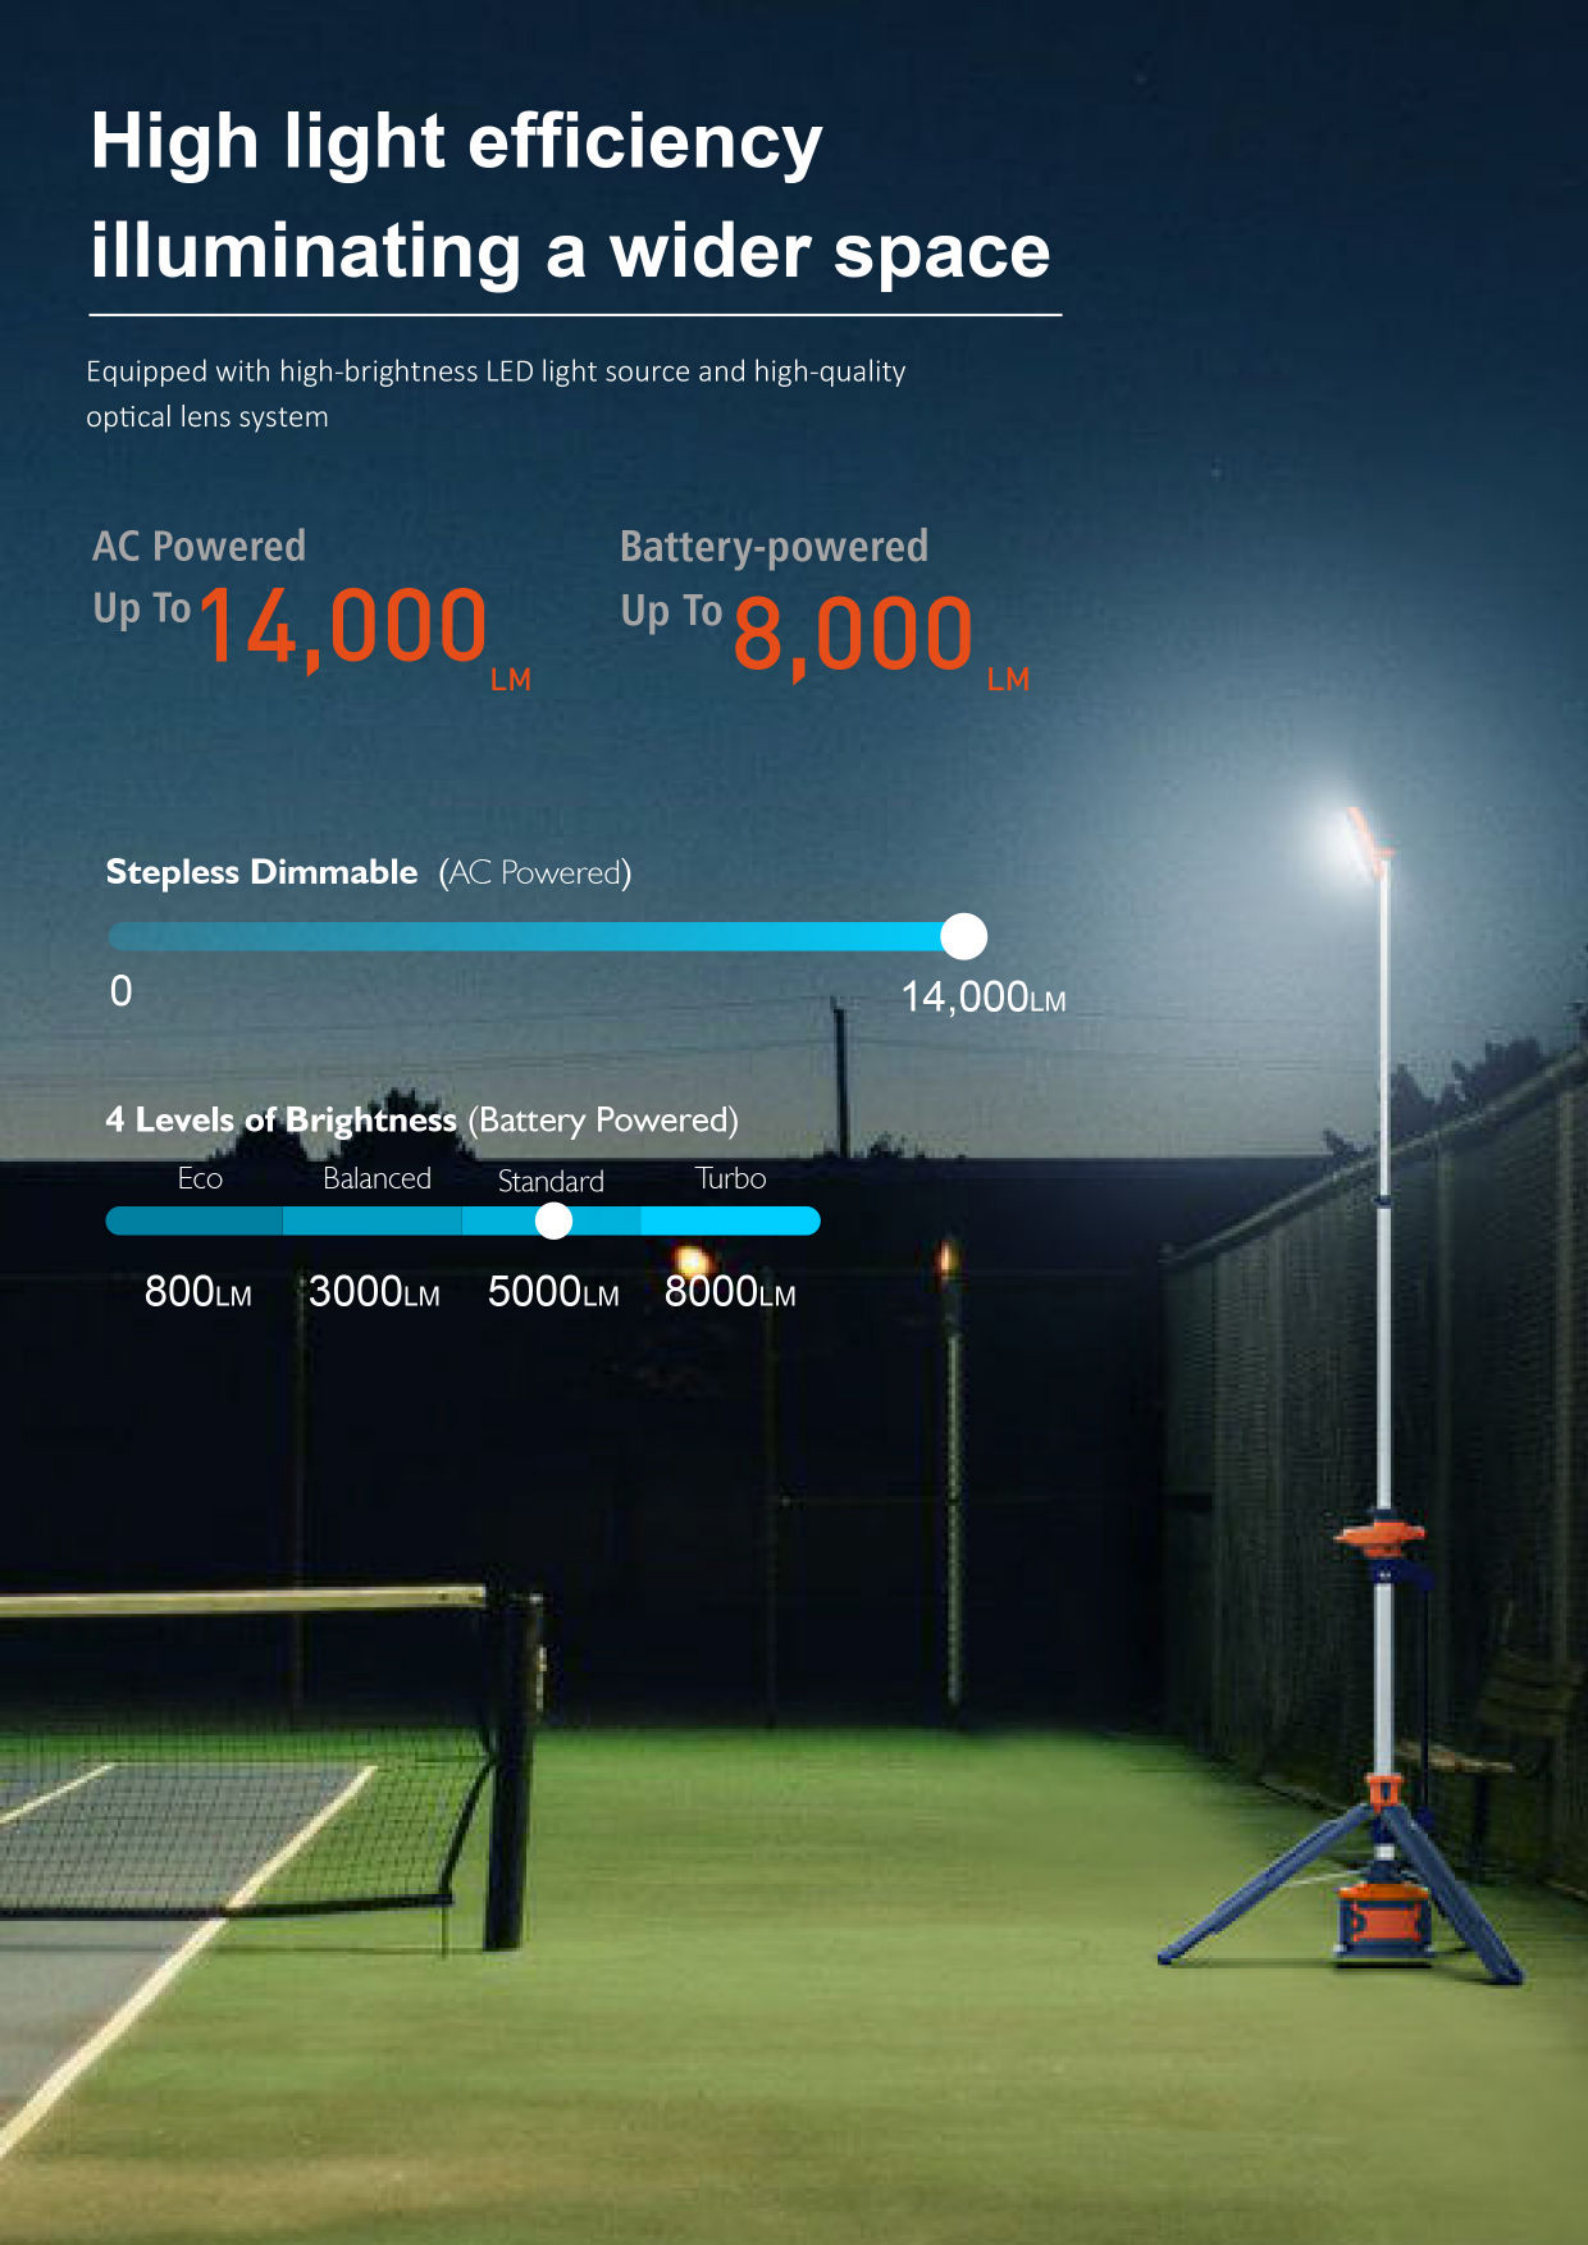 High light efficiency
illuminating a wider space
Equipped with high-brightness LED light source and high-quality
optical lens system
AC Powered
Up To 14,000 LM
Battery-powered
Up To 8,000 LM
Stepless Dimmable (AC Powered)
0 14,000LM
4 Levels of Brightness (Battery Powered)
Eco Balanced Standard Turbo
800LM 3000LM 5000LM 8000LM